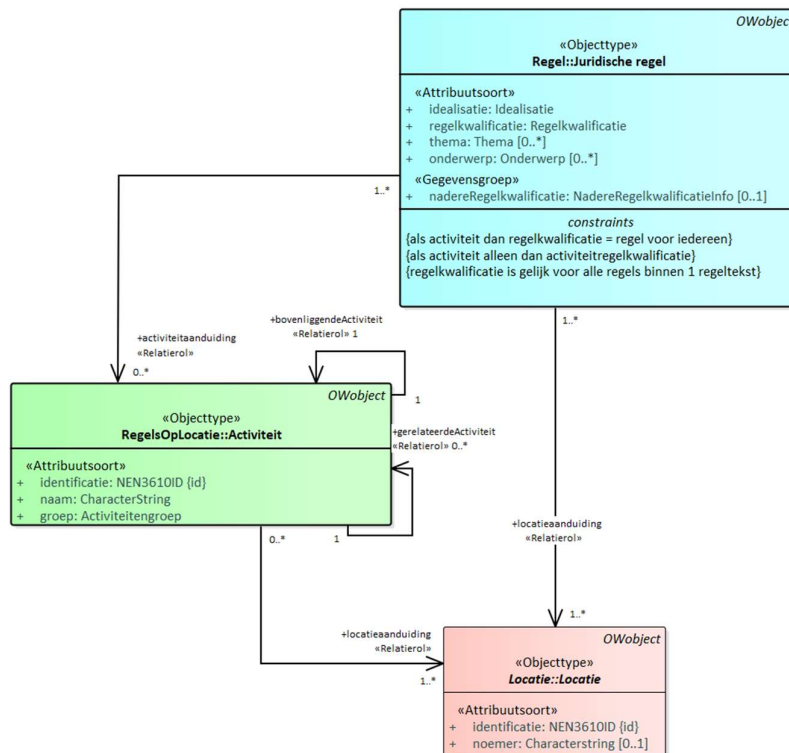 OWobject
«Objecttype»
Regel::Juridische regel
«Attribuutsoort»
+ idealisatie: Idealisatie
+ regelkwalificatie: Regelkwalificatie
+ thema: Thema [0..*]
+ onderwerp: Onderwerp [0..*]
«Gegevensgroep»
+ nadereRegelkwalificatie: NadereRegelkwalificatieInfo [0..1]
constraints
{als activiteit dan regelkwalificatie = regel voor iedereen}
{als activiteit alleen dan activiteitregelkwalificatie}
{regelkwalificatie is gelijk voor alle regels binnen 1 regeltekst}
1..*
1..*
+activiteitaanduiding
«Relatierol»
0..*
+bovenliggendeActiviteit
«Relatierol» 1
1
OWobject
«Objecttype»
RegelsOpLocatie::Activiteit
«Attribuutsoort»
+ identificatie: NEN3610ID {id}
+ naam: CharacterString
+ groep: Activiteitengroep
+gerelateerdeActiviteit
«Relatierol» 0..*
1
0..*
+locatieaanduiding
«Relatierol»
1..*
+locatieaanduiding
«Relatierol»
1..*
OWobject
«Objecttype»
Locatie::Locatie
«Attribuutsoort»
+ identificatie: NEN3610ID {id}
+ noemer: Characterstring [0..1]